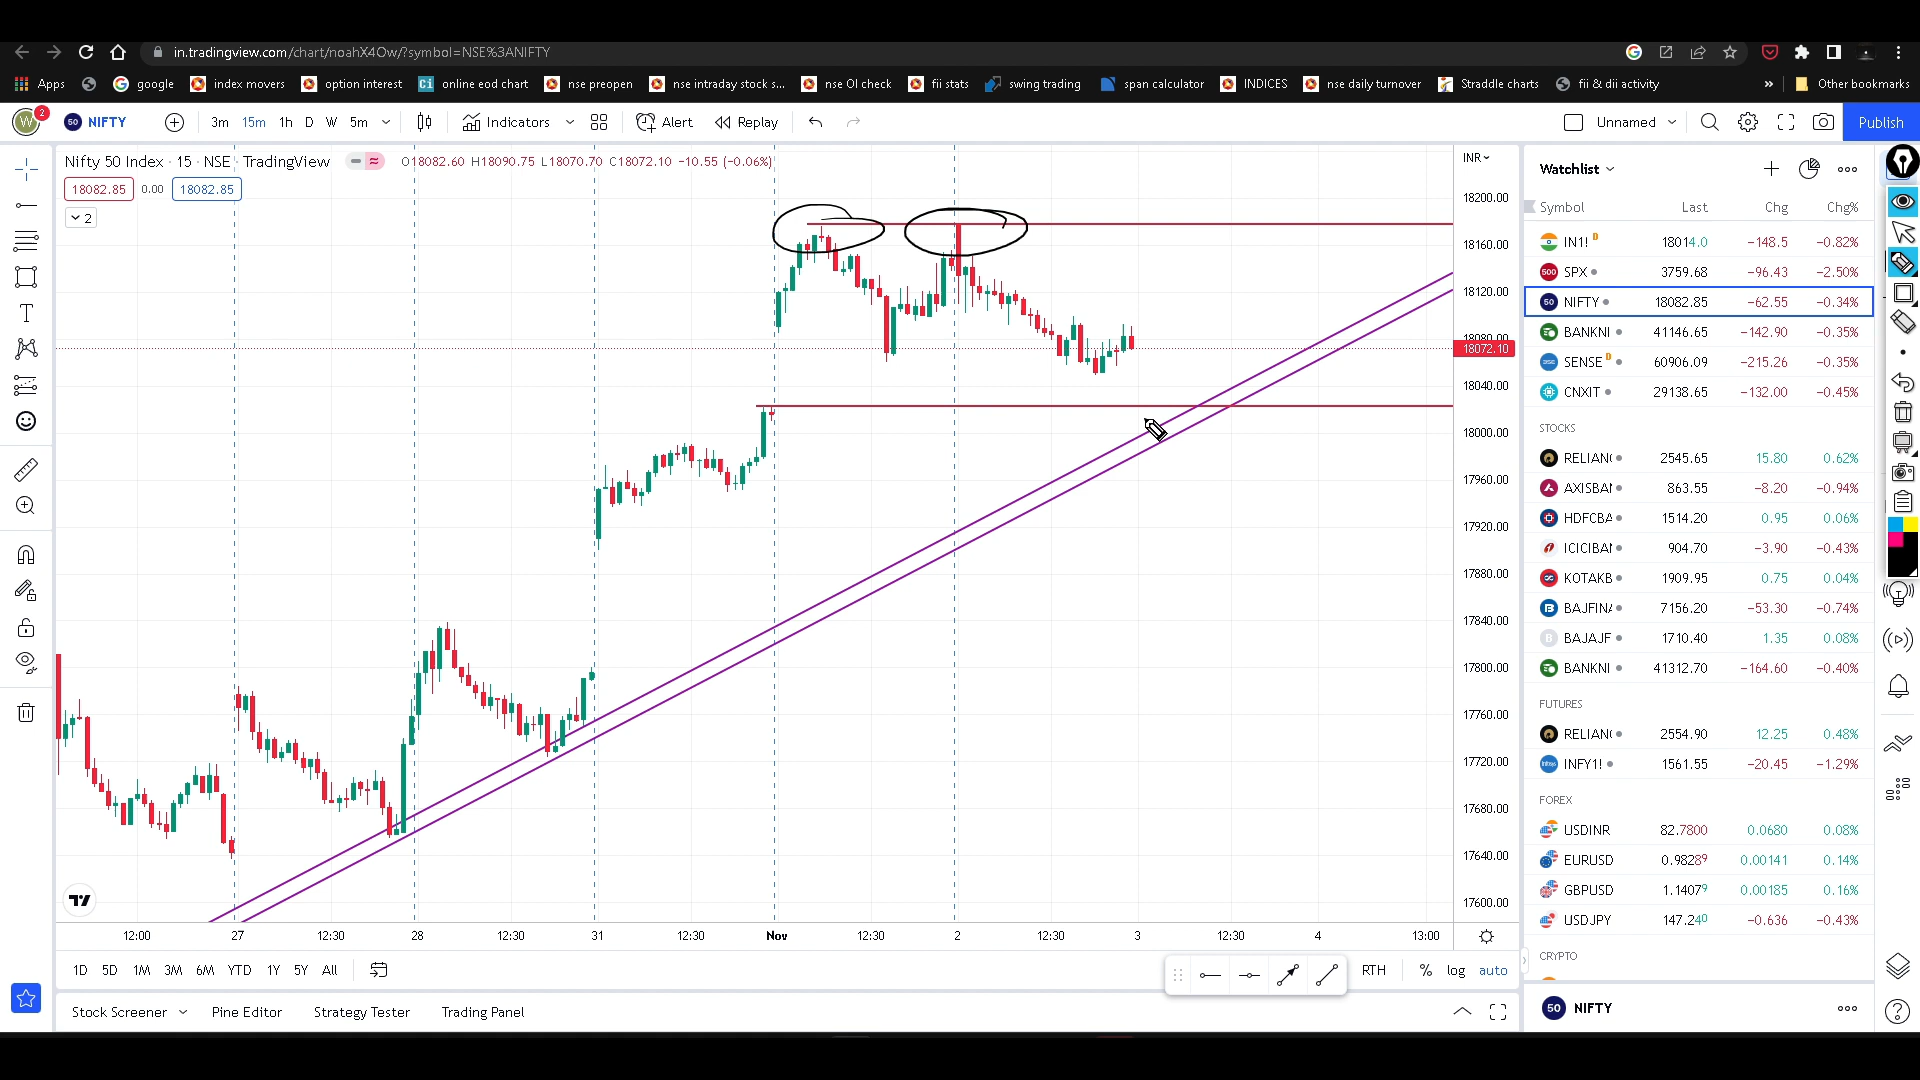 in.tradingview.com/chart/noahX4Ow/?symbol=NSE%3ANIFTY
Apps google index movers option interest Ci online eod chart nse preopen nse intraday stock s... nse OI check fii stats swing trading span calculator INDICES nse daily turnover Straddle charts fii & dii activity » Other bookmarks
W 2 50 NIFTY 3m 15m 1h D W 5m Indicators Alert Replay Unnamed Publish
Nifty 50 Index · 15 · NSE · TradingView O18082.60 H18090.75 L18070.70 C18072.10 −10.55 (−0.06%)
18082.85 0.00 18082.85
2
INR
18200.00
18160.00
18120.00
18080.00
18072.10
18040.00
18000.00
17960.00
17920.00
17880.00
17840.00
17800.00
17760.00
17720.00
17680.00
17640.00
17600.00
12:00 27 12:30 28 12:30 31 12:30 Nov 12:30 2 12:30 3 12:30 4 13:00
1D 5D 1M 3M 6M YTD 1Y 5Y All RTH % log auto
Stock Screener Pine Editor Strategy Tester Trading Panel
Watchlist
Symbol Last Chg Chg%
IN1! D 18014.0 −148.5 −0.82%
500 SPX 3759.68 −96.43 −2.50%
50 NIFTY 18082.85 −62.55 −0.34%
BANKNI 41146.65 −142.90 −0.35%
SENSE D 60906.09 −215.26 −0.35%
CNXIT 29138.65 −132.00 −0.45%
STOCKS
RELIANC 2545.65 15.80 0.62%
AXISBAN 863.55 −8.20 −0.94%
HDFCBA 1514.20 0.95 0.06%
ICICIBAN 904.70 −3.90 −0.43%
KOTAKB 1909.95 0.75 0.04%
BAJFINA 7156.20 −53.30 −0.74%
B BAJAJF 1710.40 1.35 0.08%
BANKNI 41312.70 −164.60 −0.40%
FUTURES
RELIANC 2554.90 12.25 0.48%
INFY1! 1561.55 −20.45 −1.29%
FOREX
USDINR 82.7800 0.0680 0.08%
EURUSD 0.98289 0.00141 0.14%
GBPUSD 1.14079 0.00185 0.16%
USDJPY 147.240 −0.636 −0.43%
CRYPTO
50 NIFTY